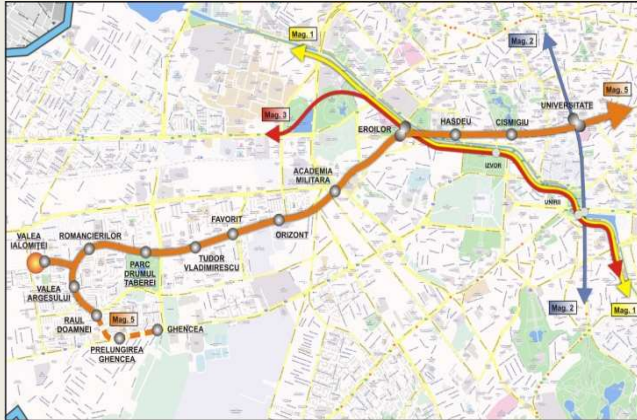 Mag. 1
Mag. 2
Mag. 3
Mag. 5
UNIVERSITATE
HASDEU
CISMIGIU
EROILOR
IZVOR
ACADEMIA
MILITARA
UNIRII
FAVORIT
ORIZONT
ROMANCIERILOR
VALEA
IALOMIŢEI
PARC
DRUMUL
TABEREI
TUDOR
VLADIMIRESCU
VALEA
ARGESULUI
RAUL
DOAMNEI
Mag. 5
GHENCEA
PRELUNGIREA
GHENCEA
Mag. 2
Mag. 1